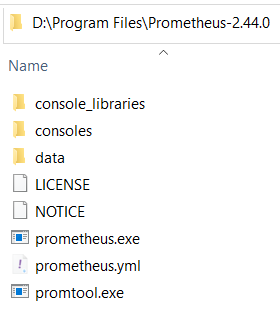 D:\Program Files\Prometheus-2.44.0
Name
console_libraries
consoles
data
LICENSE
NOTICE
prometheus.exe
prometheus.yml
promtool.exe